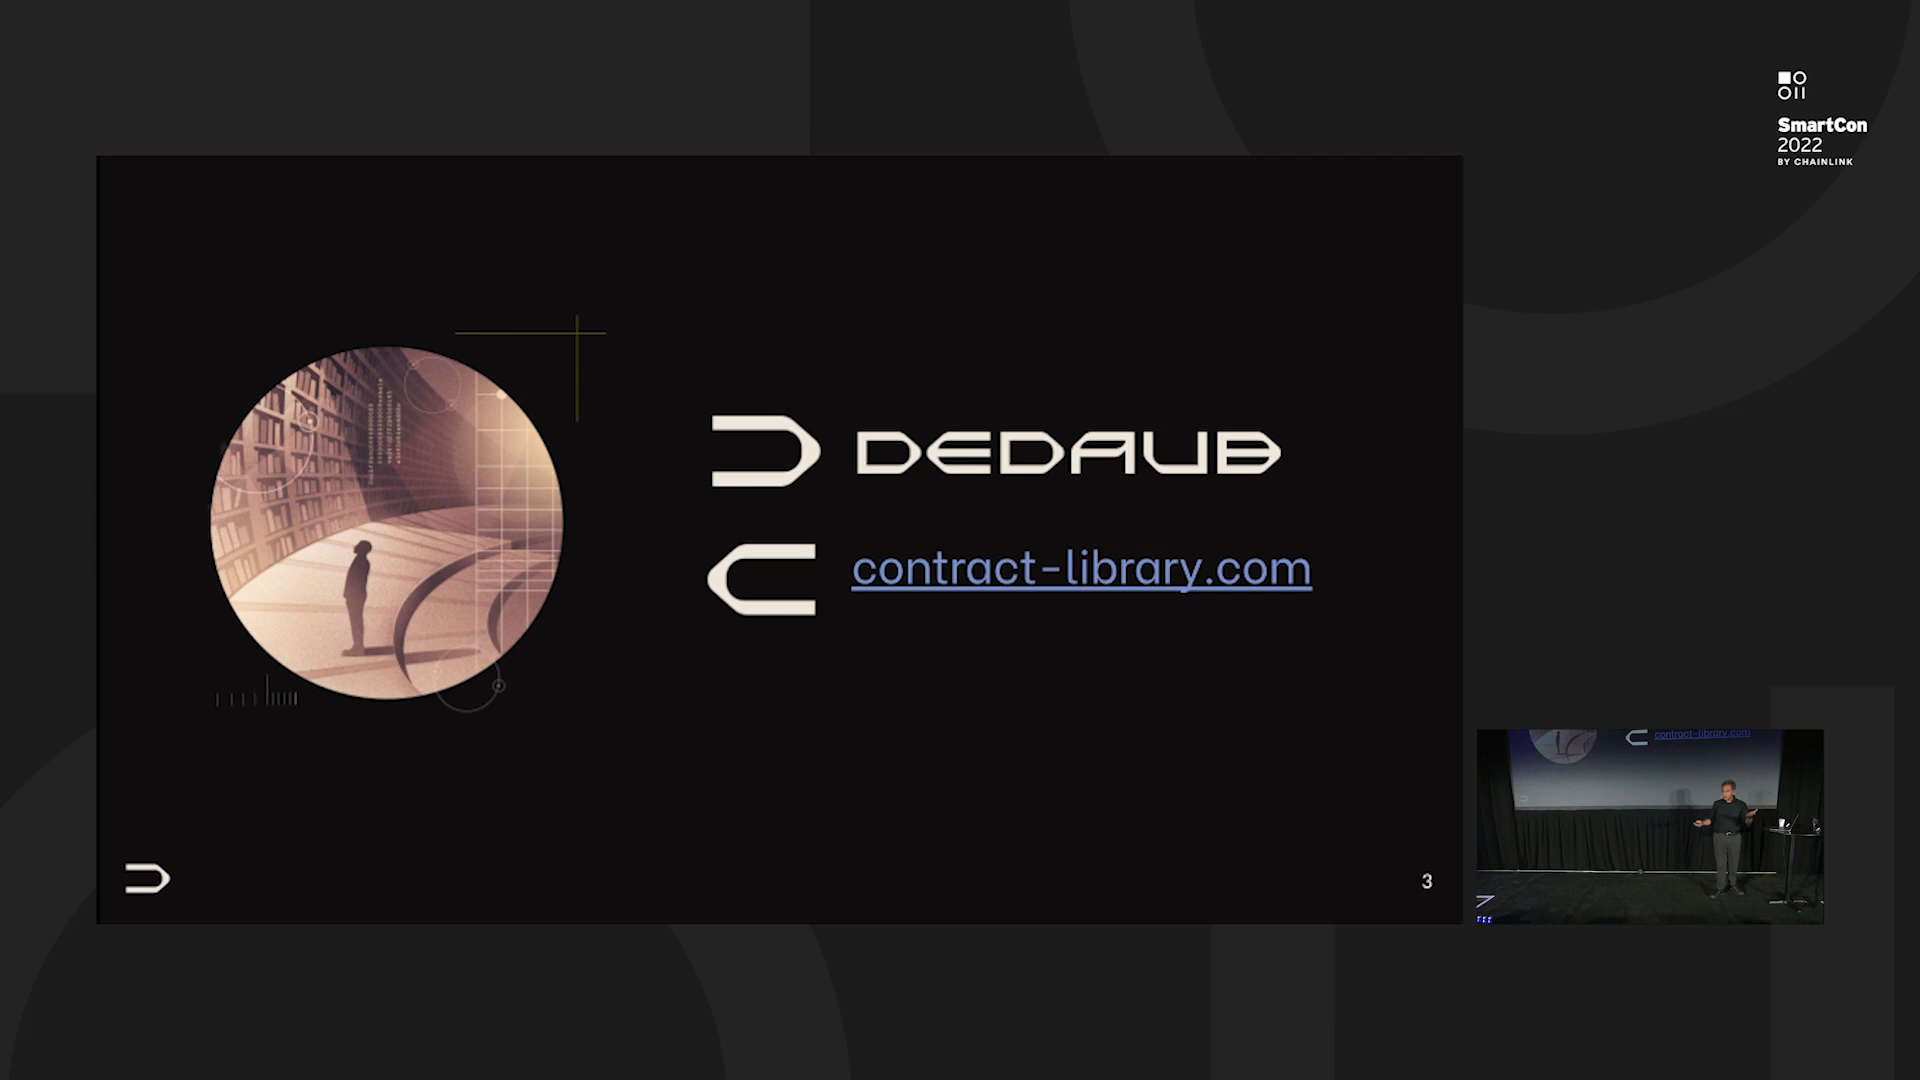 SmartCon
2022
BY CHAINLINK
DEDAUB
contract-library.com
3
contract-library.com